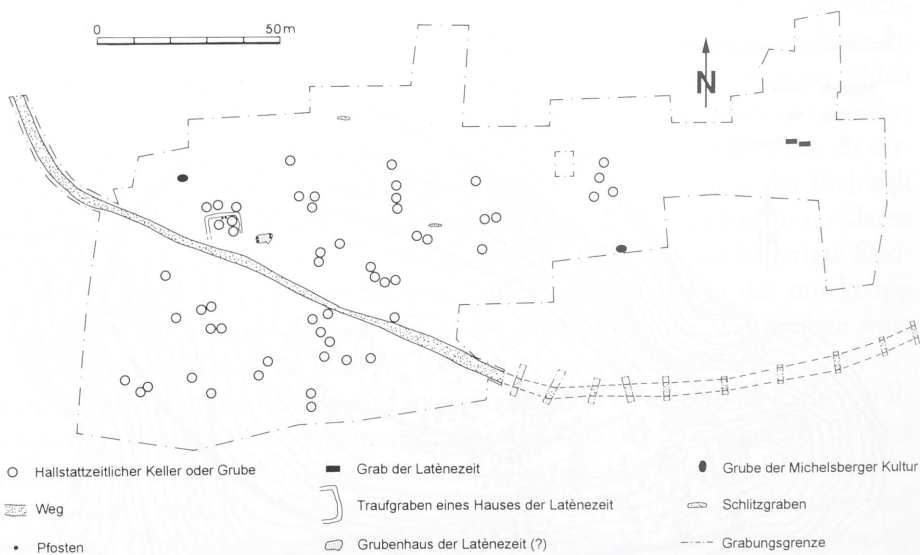 0 50 m
N
Hallstattzeitlicher Keller oder Grube
Grab der Latènezeit
Grube der Michelsberger Kultur
Weg
Traufgraben eines Hauses der Latènezeit
Schlitzgraben
Pfosten
Grubenhaus der Latènezeit (?)
Grabungsgrenze